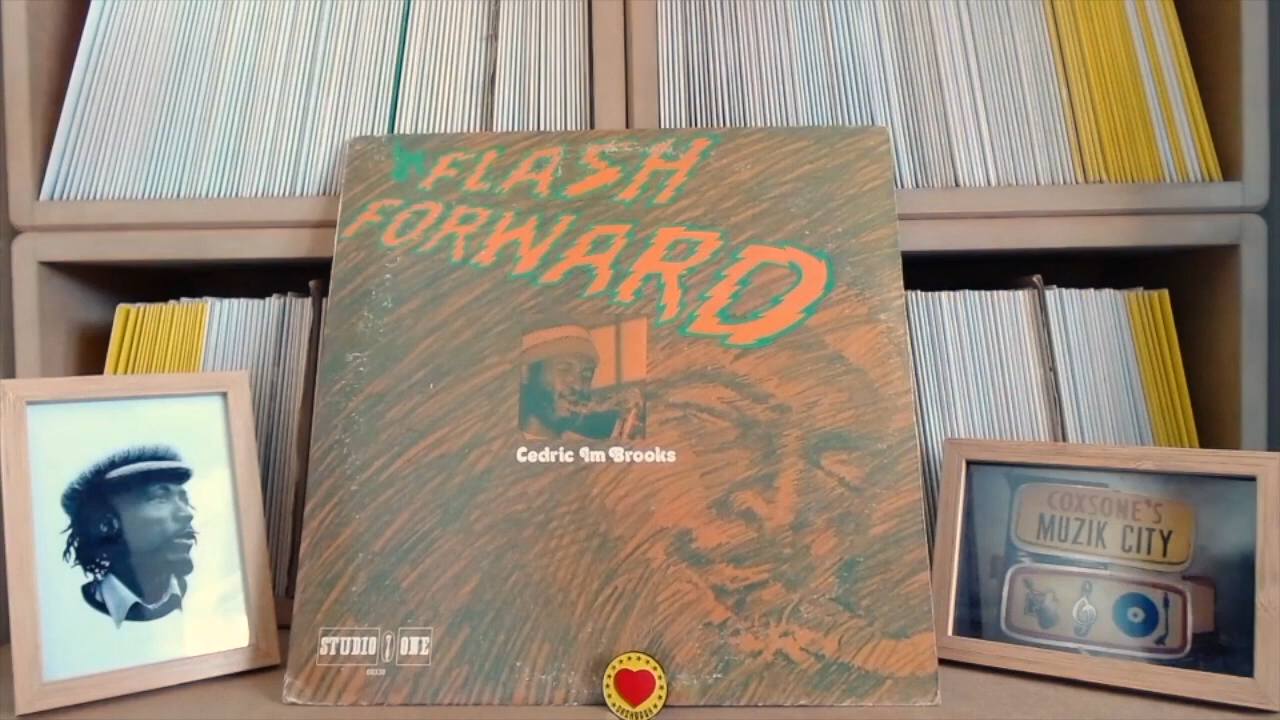 FLASH
FORWARD
Cedric Im Brooks
STUDIO ONE
COXSONE'S
MUZIK CITY